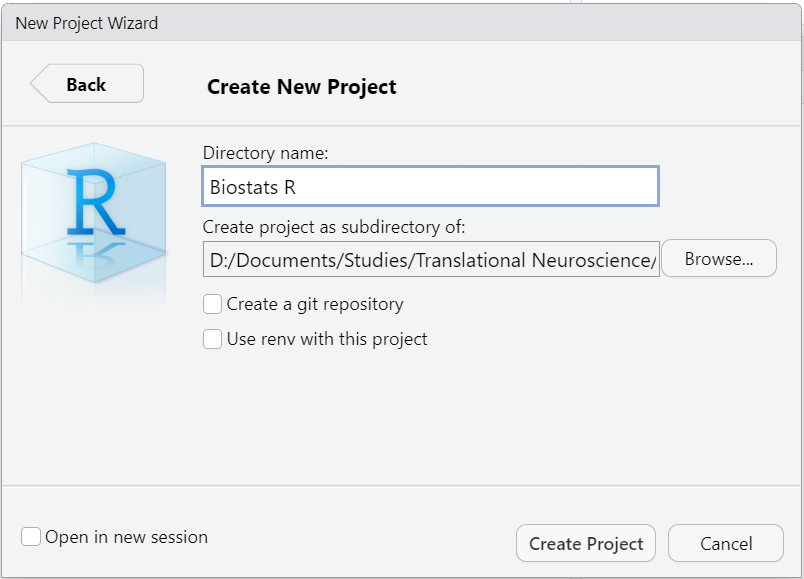 New Project Wizard
Back
Create New Project
R
Directory name:
Biostats R
Create project as subdirectory of:
D:/Documents/Studies/Translational Neuroscience/
Browse...
Create a git repository
Use renv with this project
Open in new session
Create Project
Cancel